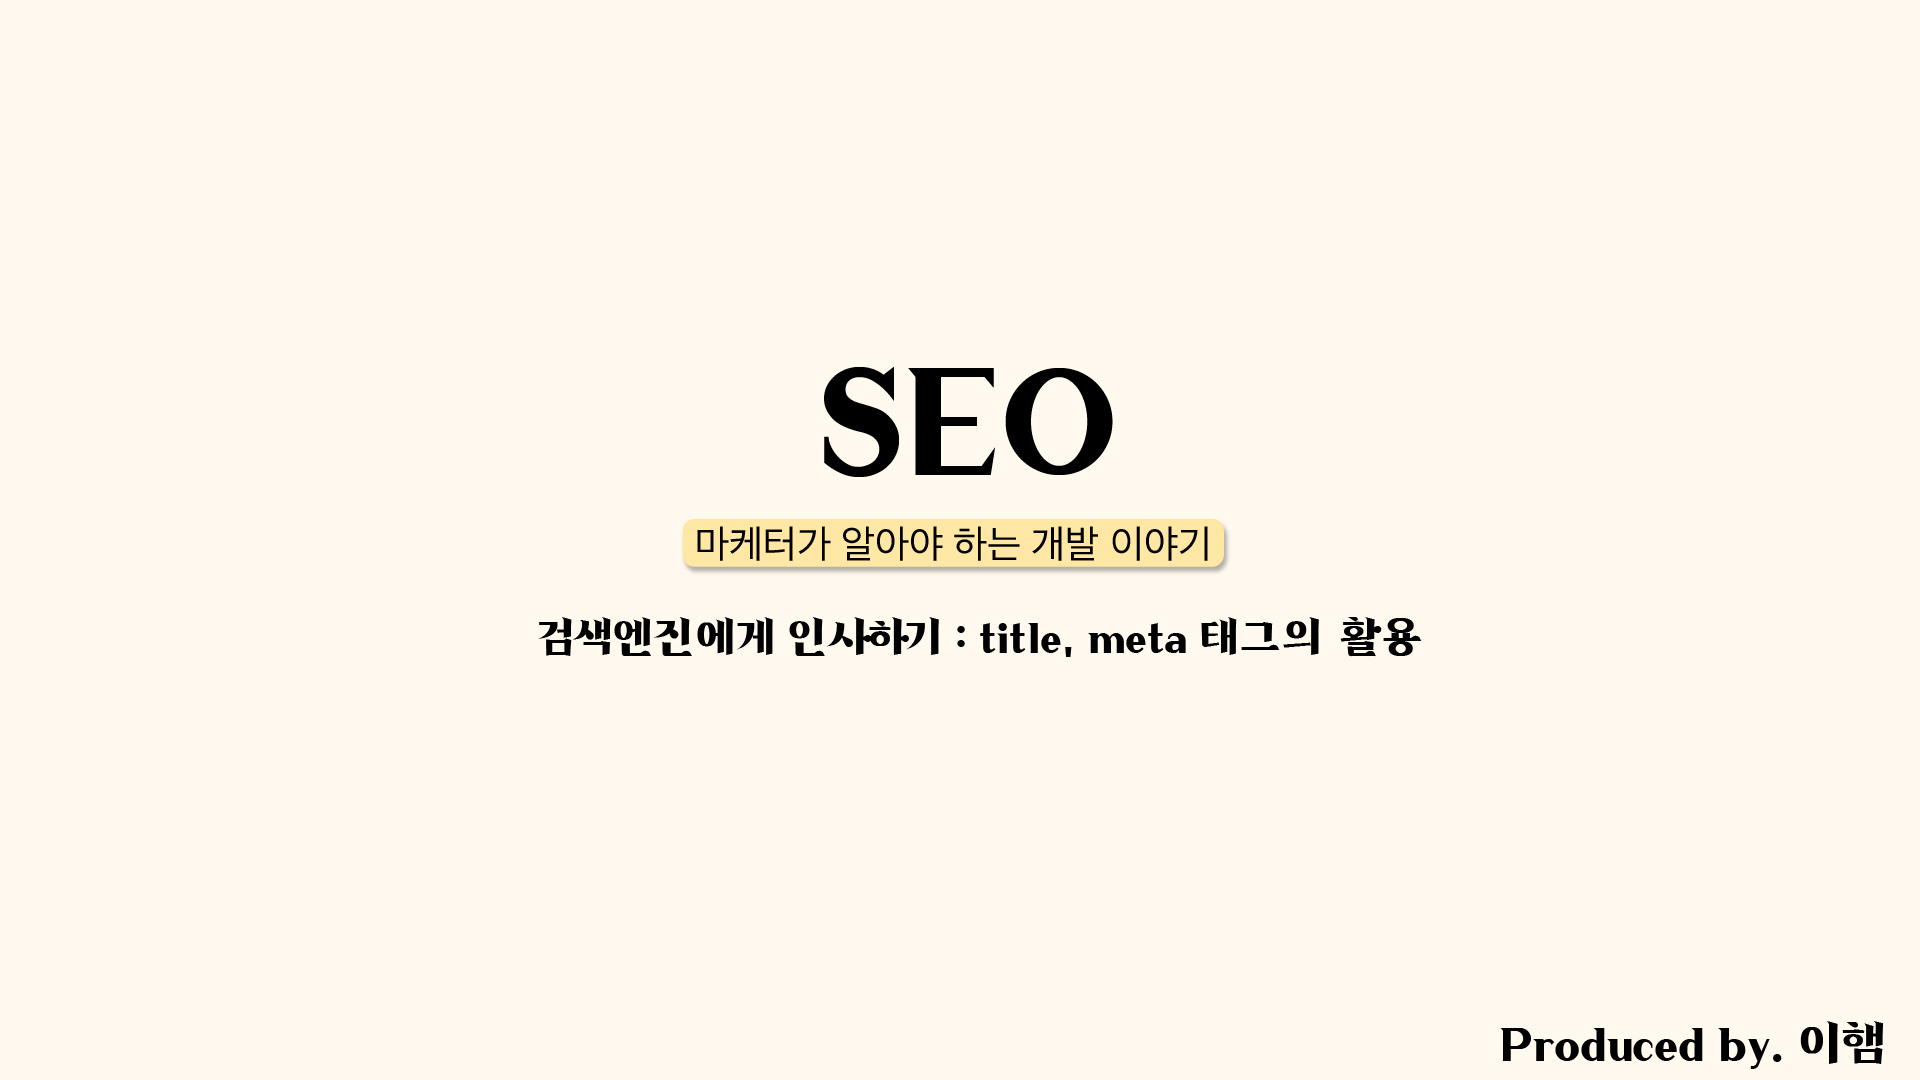 SEO
마케터가 알아야 하는 개발 이야기
검색엔진에게 인사하기 : title, meta 태그의 활용
Produced by. 이햄